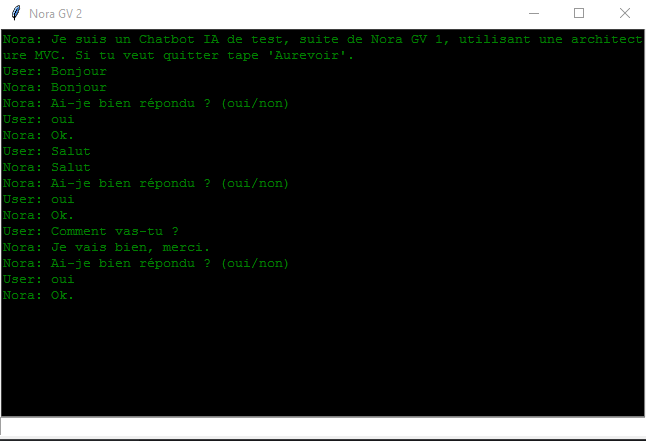 Nora GV 2
Nora: Je suis un Chatbot IA de test, suite de Nora GV 1, utilisant une architect
ure MVC. Si tu veut quitter tape 'Aurevoir'.
User: Bonjour
Nora: Bonjour
Nora: Ai-je bien répondu ? (oui/non)
User: oui
Nora: Ok.
User: Salut
Nora: Salut
Nora: Ai-je bien répondu ? (oui/non)
User: oui
Nora: Ok.
User: Comment vas-tu ?
Nora: Je vais bien, merci.
Nora: Ai-je bien répondu ? (oui/non)
User: oui
Nora: Ok.